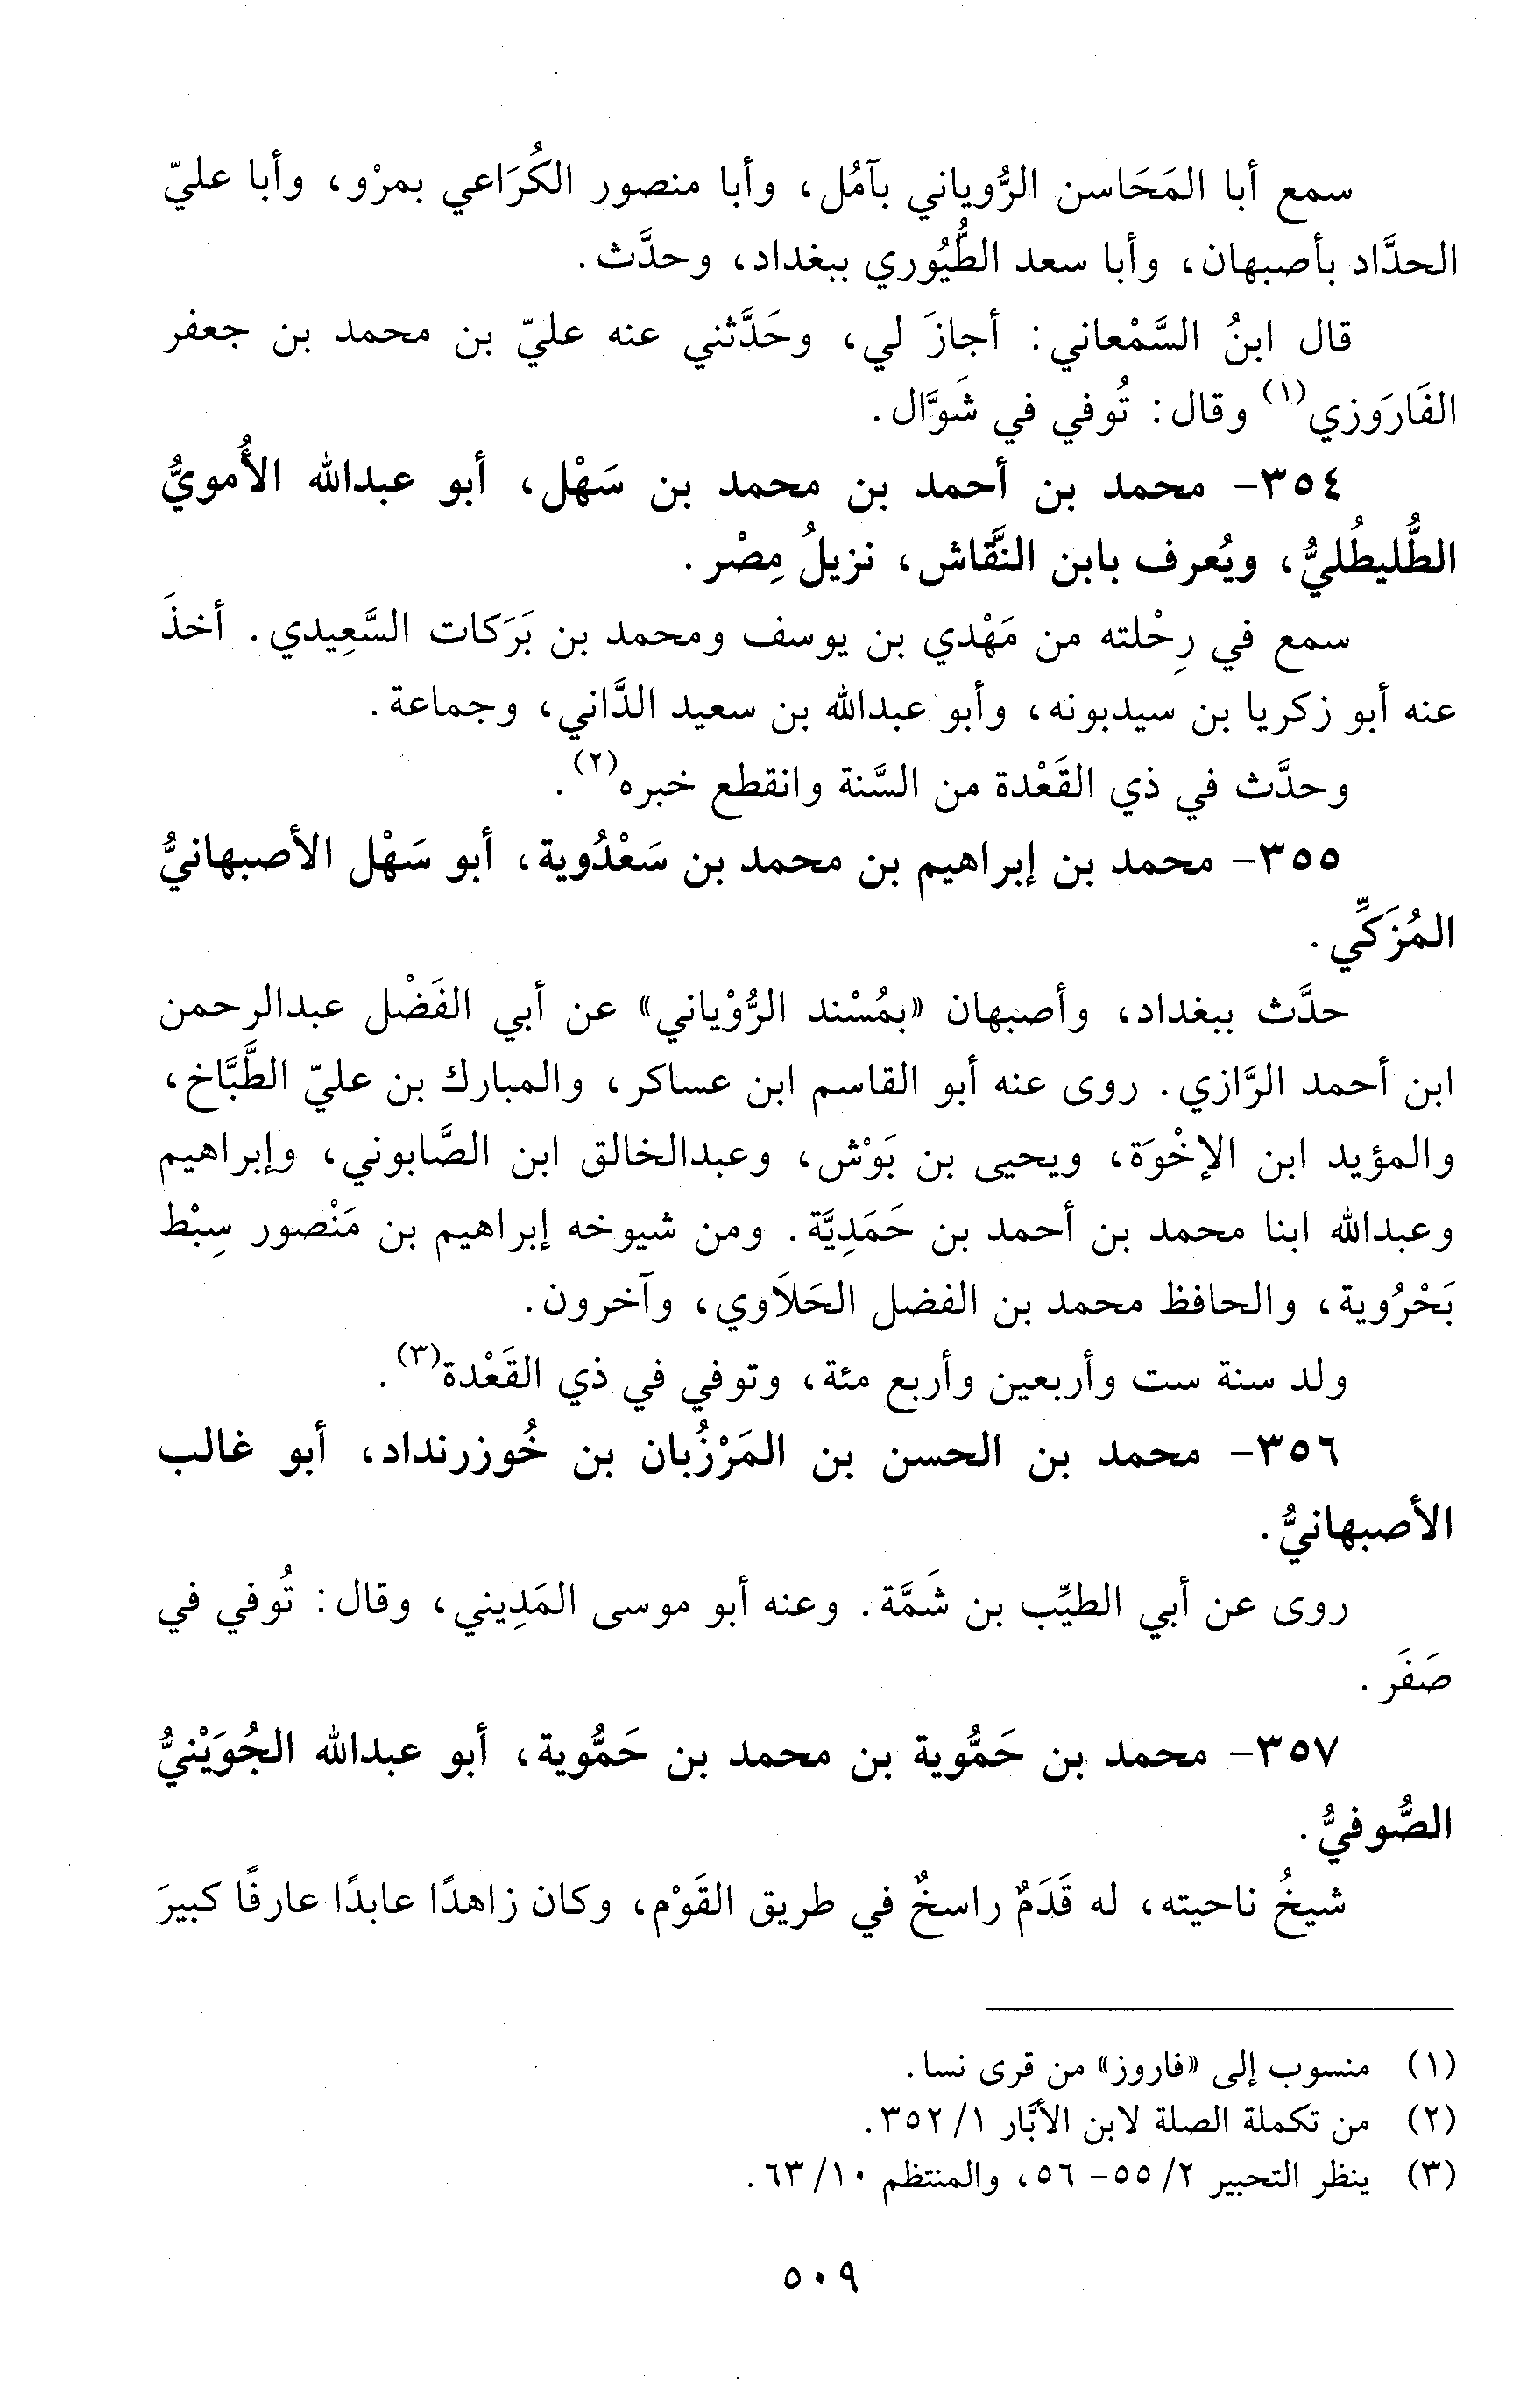 سمع أبا المَحَاسن الرُّوياني بآمُل، وأبا منصور الكُرَاعي بمرْو، وأبا عليّ
الحدَّاد بأصبهان، وأبا سعد الطُّيُوري ببغداد، وحدَّث.
قال ابنُ السَّمْعاني: أجازَ لي، وحَدَّثني عنه عليّ بن محمد بن جعفر
الفَارَوزي(١) وقال: تُوفي في شَوَّال.
٣٥٤- محمد بن أحمد بن محمد بن سَهْل، أبو عبدالله الأُمويُّ
الطُّليطُليُّ، ويُعرف بابن النَّقَّاش، نزيلُ مِصْر.
سمع في رِحْلته من مَهْدي بن يوسف ومحمد بن بَرَكات السَّعِيدي. أخذَ
عنه أبو زكريا بن سيدبونه، وأبو عبدالله بن سعيد الدَّاني، وجماعة.
وحدَّث في ذي القَعْدة من السَّنة وانقطع خبره(٢).
٣٥٥- محمد بن إبراهيم بن محمد بن سَعْدُوية، أبو سَهْل الأصبهانيُّ
المُزَكِّي.
حدَّث ببغداد، وأصبهان «بمُسْند الرُّوْياني» عن أبي الفَضْل عبدالرحمن
ابن أحمد الرَّازي. روى عنه أبو القاسم ابن عساكر، والمبارك بن عليّ الطَّبَّاخ،
والمؤيد ابن الإخْوَة، ويحيى بن بَوْش، وعبدالخالق ابن الصَّابوني، وإبراهيم
وعبدالله ابنا محمد بن أحمد بن حَمَدِيَّة. ومن شيوخه إبراهيم بن مَنْصور سِبْط
بَحْرُوية، والحافظ محمد بن الفضل الحَلاَوي، وآخرون.
ولد سنة ست وأربعين وأربع مئة، وتوفي في ذي القَعْدة(٣).
٣٥٦- محمد بن الحسن بن المَرْزُبان بن خُوزرنداد، أبو غالب
الأصبهانيُّ.
روى عن أبي الطيِّب بن شَمَّة. وعنه أبو موسى المَدِيني، وقال: تُوفي في
صَفَر.
٣٥٧- محمد بن حَمُّوية بن محمد بن حَمُّوية، أبو عبدالله الجُوَيْنيُّ
الصُّوفيُّ.
شيخُ ناحيته، له قَدَمٌ راسخٌ في طريق القَوْم، وكان زاهدًا عابدًا عارفًا كبيرَ
(١) منسوب إلى «فاروز» من قرى نسا.
(٢) من تكملة الصلة لابن الأبَّار ١/ ٣٥٢.
(٣) ينظر التحبير ٢/ ٥٥- ٥٦، والمنتظم ١٠/ ٦٣.
٥٠٩